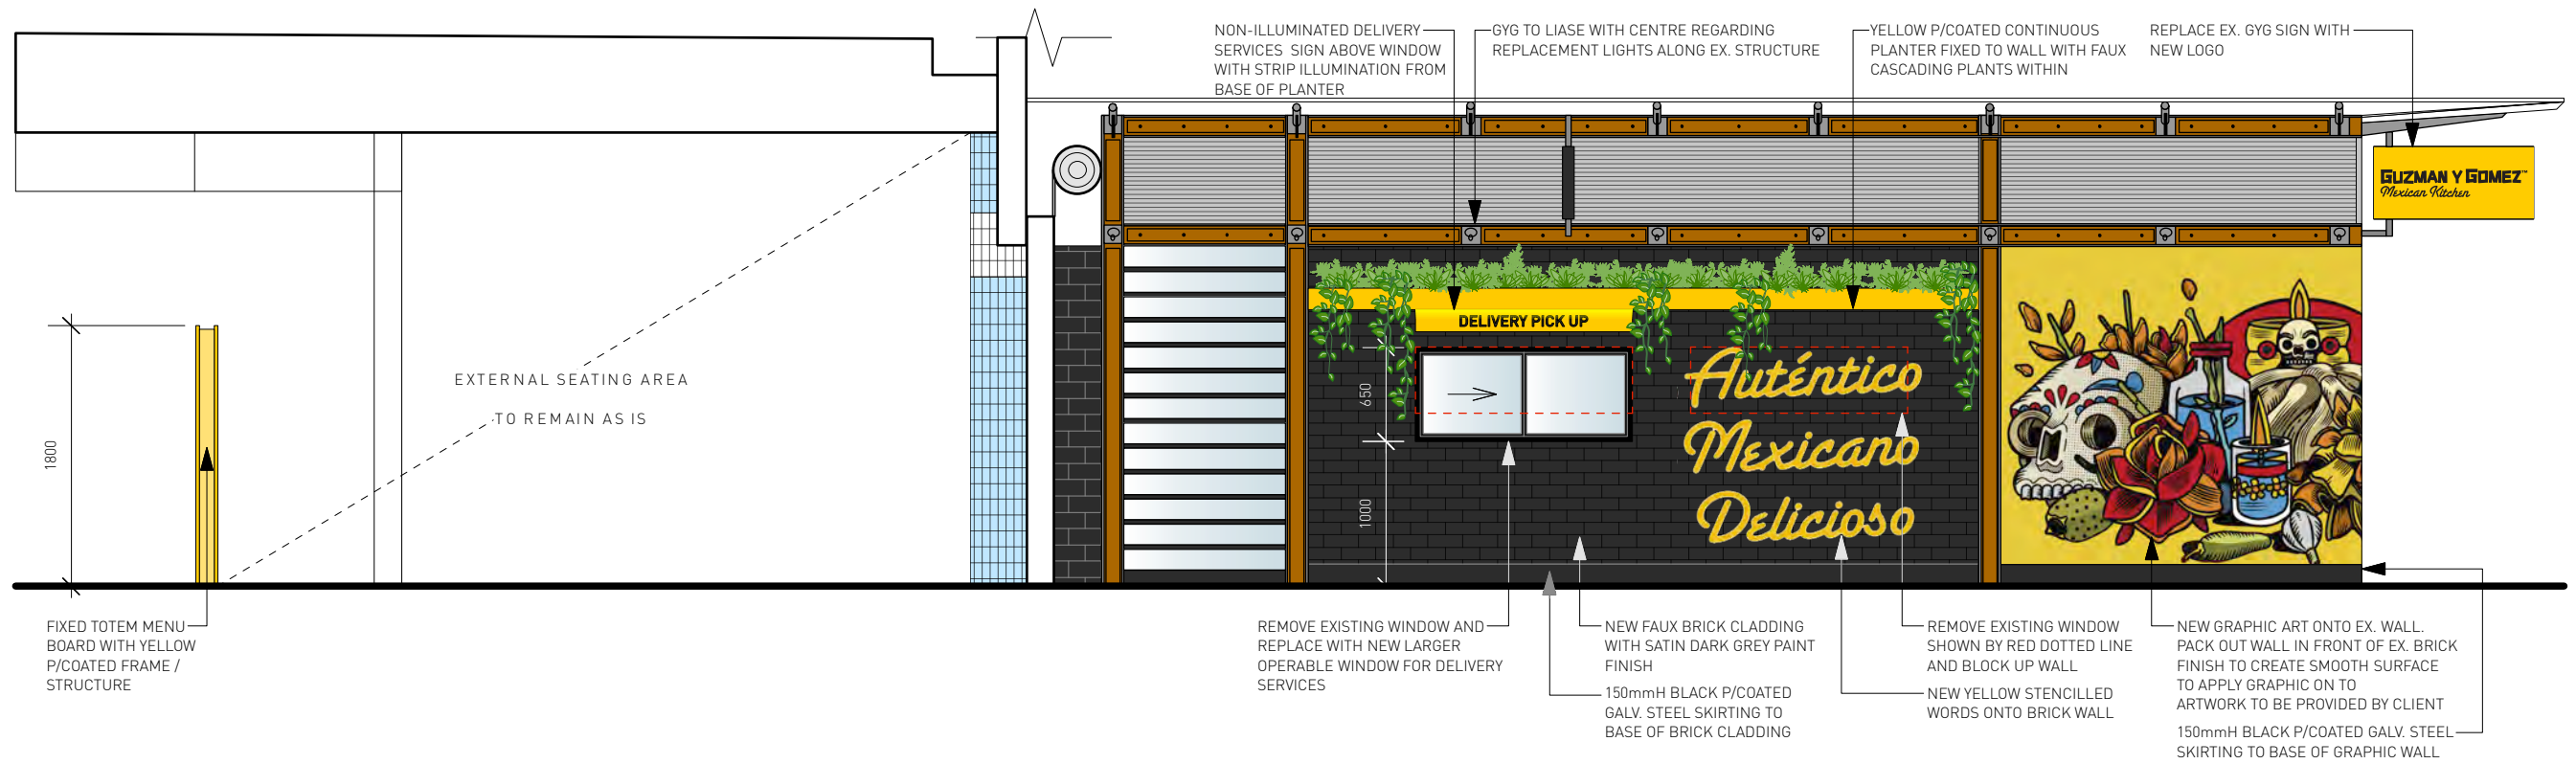 NON-ILLUMINATED DELIVERY
SERVICES SIGN ABOVE WINDOW
WITH STRIP ILLUMINATION FROM
BASE OF PLANTER
GYG TO LIASE WITH CENTRE REGARDING
REPLACEMENT LIGHTS ALONG EX. STRUCTURE
YELLOW P/COATED CONTINUOUS
PLANTER FIXED TO WALL WITH FAUX
CASCADING PLANTS WITHIN
REPLACE EX. GYG SIGN WITH
NEW LOGO
GUZMAN Y GOMEZ™
Mexican Kitchen
DELIVERY PICK UP
EXTERNAL SEATING AREA
TO REMAIN AS IS
1800
650
1000
Auténtico
Mexicano
Delicioso
FIXED TOTEM MENU
BOARD WITH YELLOW
P/COATED FRAME /
STRUCTURE
REMOVE EXISTING WINDOW AND
REPLACE WITH NEW LARGER
OPERABLE WINDOW FOR DELIVERY
SERVICES
NEW FAUX BRICK CLADDING
WITH SATIN DARK GREY PAINT
FINISH
150mmH BLACK P/COATED
GALV. STEEL SKIRTING TO
BASE OF BRICK CLADDING
REMOVE EXISTING WINDOW
SHOWN BY RED DOTTED LINE
AND BLOCK UP WALL
NEW YELLOW STENCILLED
WORDS ONTO BRICK WALL
NEW GRAPHIC ART ONTO EX. WALL.
PACK OUT WALL IN FRONT OF EX. BRICK
FINISH TO CREATE SMOOTH SURFACE
TO APPLY GRAPHIC ON TO
ARTWORK TO BE PROVIDED BY CLIENT
150mmH BLACK P/COATED GALV. STEEL
SKIRTING TO BASE OF GRAPHIC WALL